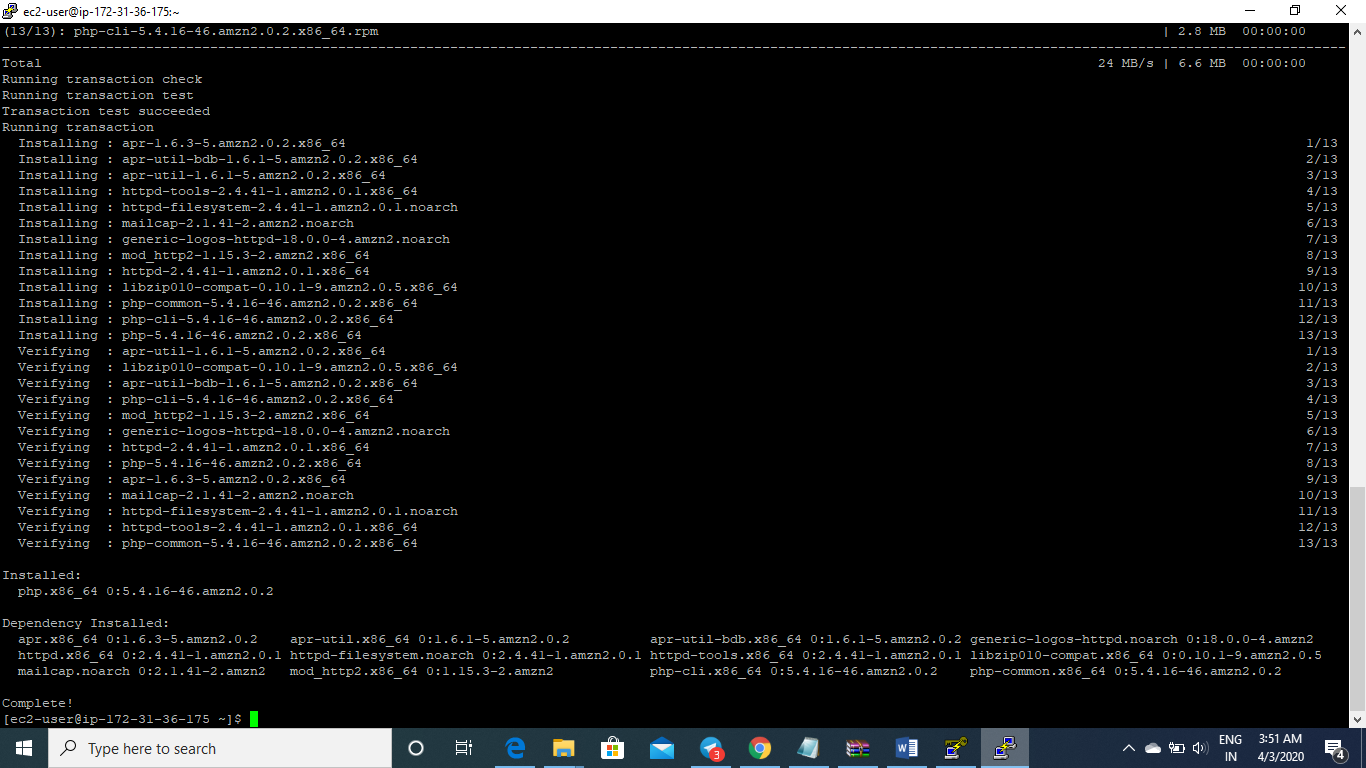 ec2-user@ip-172-31-36-175:~
(13/13): php-cli-5.4.16-46.amzn2.0.2.x86_64.rpm | 2.8 MB 00:00:00
--------------------------------------------------------------------------------
Total 24 MB/s | 6.6 MB 00:00:00
Running transaction check
Running transaction test
Transaction test succeeded
Running transaction
Installing : apr-1.6.3-5.amzn2.0.2.x86_64 1/13
Installing : apr-util-bdb-1.6.1-5.amzn2.0.2.x86_64 2/13
Installing : apr-util-1.6.1-5.amzn2.0.2.x86_64 3/13
Installing : httpd-tools-2.4.41-1.amzn2.0.1.x86_64 4/13
Installing : httpd-filesystem-2.4.41-1.amzn2.0.1.noarch 5/13
Installing : mailcap-2.1.41-2.amzn2.noarch 6/13
Installing : generic-logos-httpd-18.0.0-4.amzn2.noarch 7/13
Installing : mod_http2-1.15.3-2.amzn2.x86_64 8/13
Installing : httpd-2.4.41-1.amzn2.0.1.x86_64 9/13
Installing : libzip010-compat-0.10.1-9.amzn2.0.5.x86_64 10/13
Installing : php-common-5.4.16-46.amzn2.0.2.x86_64 11/13
Installing : php-cli-5.4.16-46.amzn2.0.2.x86_64 12/13
Installing : php-5.4.16-46.amzn2.0.2.x86_64 13/13
Verifying : apr-util-1.6.1-5.amzn2.0.2.x86_64 1/13
Verifying : libzip010-compat-0.10.1-9.amzn2.0.5.x86_64 2/13
Verifying : apr-util-bdb-1.6.1-5.amzn2.0.2.x86_64 3/13
Verifying : php-cli-5.4.16-46.amzn2.0.2.x86_64 4/13
Verifying : mod_http2-1.15.3-2.amzn2.x86_64 5/13
Verifying : generic-logos-httpd-18.0.0-4.amzn2.noarch 6/13
Verifying : httpd-2.4.41-1.amzn2.0.1.x86_64 7/13
Verifying : php-5.4.16-46.amzn2.0.2.x86_64 8/13
Verifying : apr-1.6.3-5.amzn2.0.2.x86_64 9/13
Verifying : mailcap-2.1.41-2.amzn2.noarch 10/13
Verifying : httpd-filesystem-2.4.41-1.amzn2.0.1.noarch 11/13
Verifying : httpd-tools-2.4.41-1.amzn2.0.1.x86_64 12/13
Verifying : php-common-5.4.16-46.amzn2.0.2.x86_64 13/13
Installed:
php.x86_64 0:5.4.16-46.amzn2.0.2
Dependency Installed:
apr.x86_64 0:1.6.3-5.amzn2.0.2 apr-util.x86_64 0:1.6.1-5.amzn2.0.2 apr-util-bdb.x86_64 0:1.6.1-5.amzn2.0.2 generic-logos-httpd.noarch 0:18.0.0-4.amzn2
httpd.x86_64 0:2.4.41-1.amzn2.0.1 httpd-filesystem.noarch 0:2.4.41-1.amzn2.0.1 httpd-tools.x86_64 0:2.4.41-1.amzn2.0.1 libzip010-compat.x86_64 0:0.10.1-9.amzn2.0.5
mailcap.noarch 0:2.1.41-2.amzn2 mod_http2.x86_64 0:1.15.3-2.amzn2 php-cli.x86_64 0:5.4.16-46.amzn2.0.2 php-common.x86_64 0:5.4.16-46.amzn2.0.2
Complete!
[ec2-user@ip-172-31-36-175 ~]$
Type here to search
3
ENG
IN
3:51 AM
4/3/2020
4